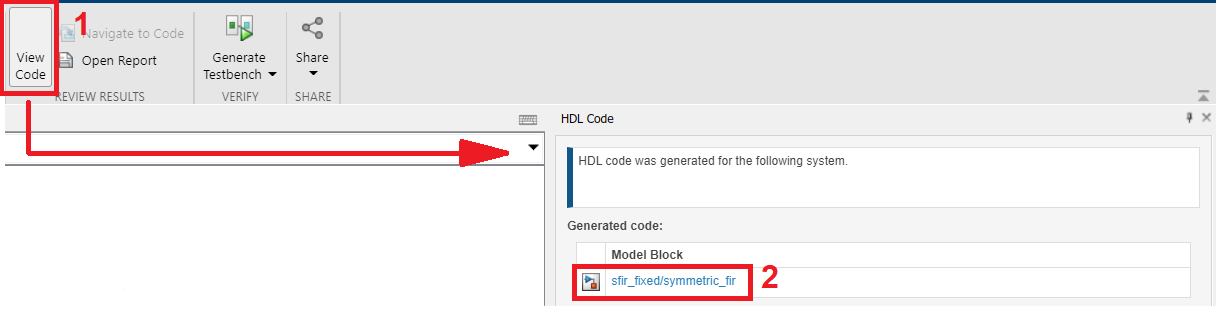 1
Navigate to Code
View
Code
Open Report
Generate
Testbench
Share
REVIEW RESULTS
VERIFY
SHARE
HDL Code
HDL code was generated for the following system.
Generated code:
Model Block
sfir_fixed/symmetric_fir
2